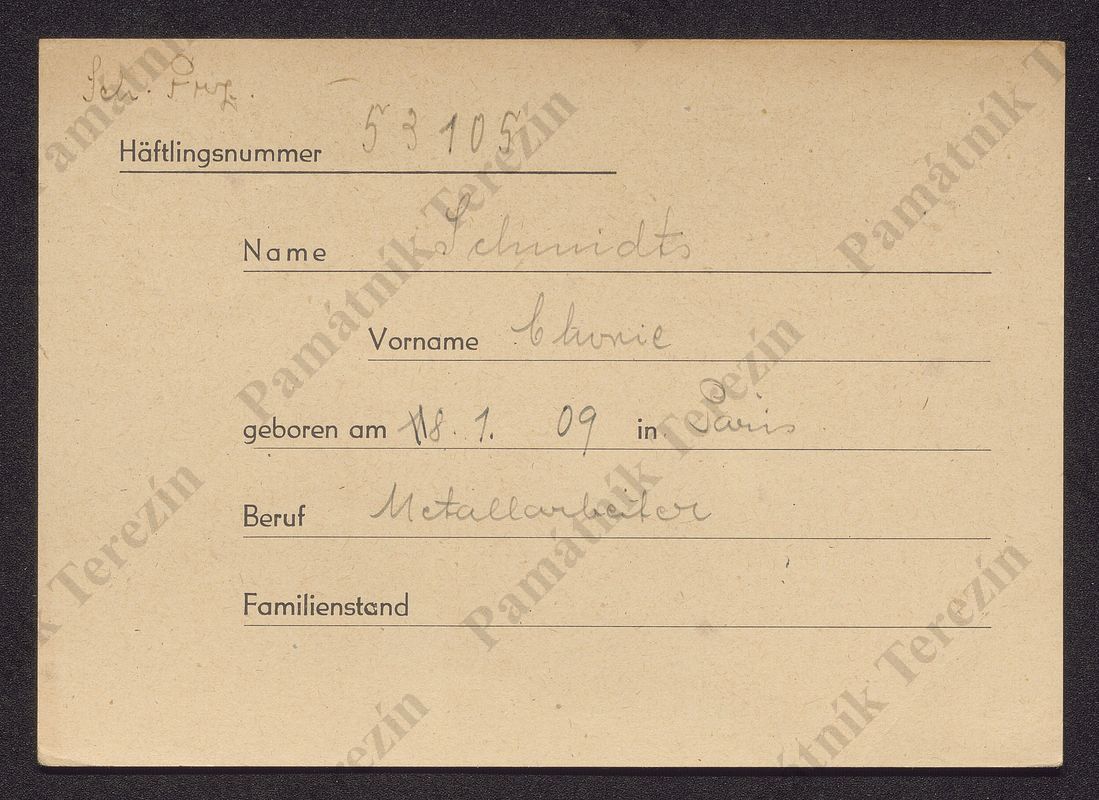 Sch. Frz.
Häftlingsnummer 53105
Name Schmidts
Vorname Chonie
geboren am 18. 1. 09 in Paris
Beruf Metallarbeiter
Familienstand
Památník Terezín